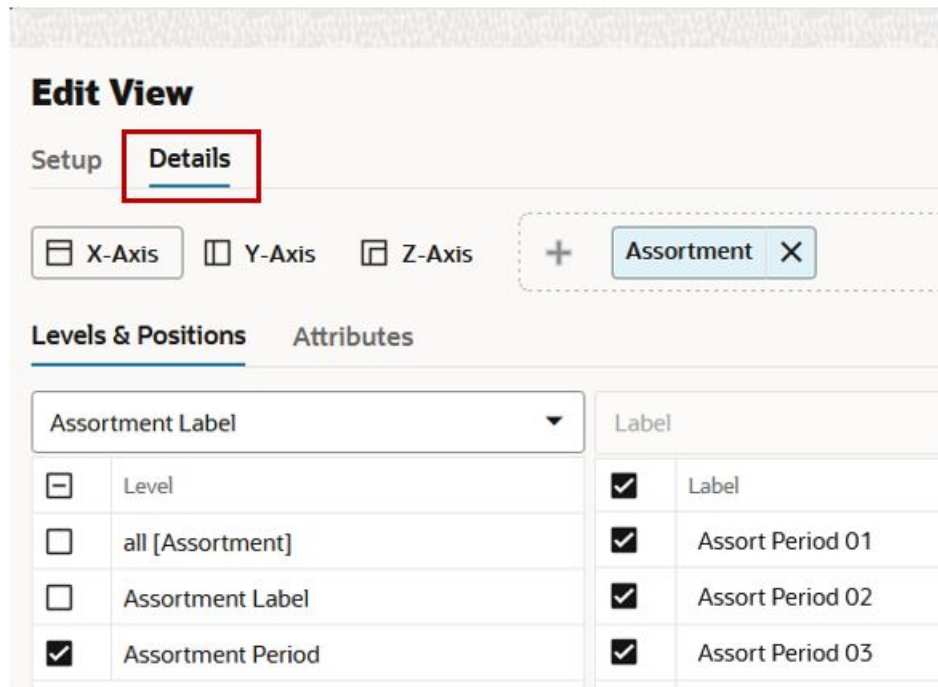 Edit View
Setup Details
X-Axis Y-Axis Z-Axis + Assortment X
Levels & Positions Attributes
Assortment Label Label
Level Label
all [Assortment] Assort Period 01
Assortment Label Assort Period 02
Assortment Period Assort Period 03